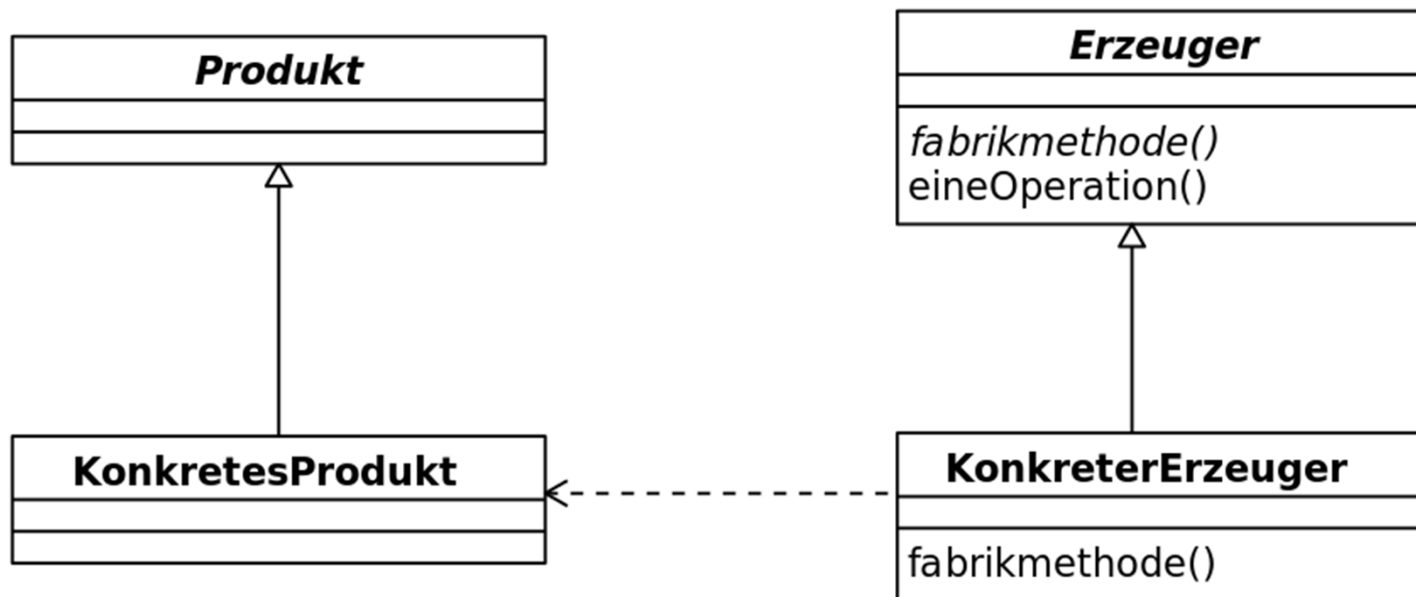 Produkt
Erzeuger
fabrikmethode()
eineOperation()
KonkretesProdukt
KonkreterErzeuger
fabrikmethode()